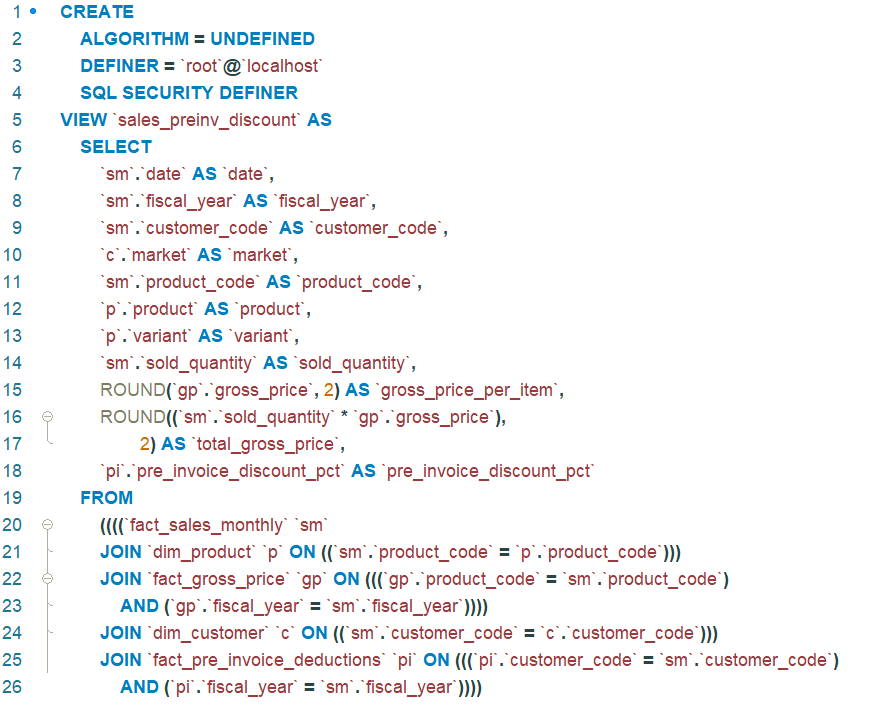 1 CREATE
2 ALGORITHM = UNDEFINED
3 DEFINER = `root`@`localhost`
4 SQL SECURITY DEFINER
5 VIEW `sales_preinv_discount` AS
6 SELECT
7 `sm`.`date` AS `date`,
8 `sm`.`fiscal_year` AS `fiscal_year`,
9 `sm`.`customer_code` AS `customer_code`,
10 `c`.`market` AS `market`,
11 `sm`.`product_code` AS `product_code`,
12 `p`.`product` AS `product`,
13 `p`.`variant` AS `variant`,
14 `sm`.`sold_quantity` AS `sold_quantity`,
15 ROUND(`gp`.`gross_price`, 2) AS `gross_price_per_item`,
16 ROUND((`sm`.`sold_quantity` * `gp`.`gross_price`),
17 2) AS `total_gross_price`,
18 `pi`.`pre_invoice_discount_pct` AS `pre_invoice_discount_pct`
19 FROM
20 ((((`fact_sales_monthly` `sm`
21 JOIN `dim_product` `p` ON ((`sm`.`product_code` = `p`.`product_code`)))
22 JOIN `fact_gross_price` `gp` ON (((`gp`.`product_code` = `sm`.`product_code`)
23 AND (`gp`.`fiscal_year` = `sm`.`fiscal_year`))))
24 JOIN `dim_customer` `c` ON ((`sm`.`customer_code` = `c`.`customer_code`)))
25 JOIN `fact_pre_invoice_deductions` `pi` ON (((`pi`.`customer_code` = `sm`.`customer_code`)
26 AND (`pi`.`fiscal_year` = `sm`.`fiscal_year`))))